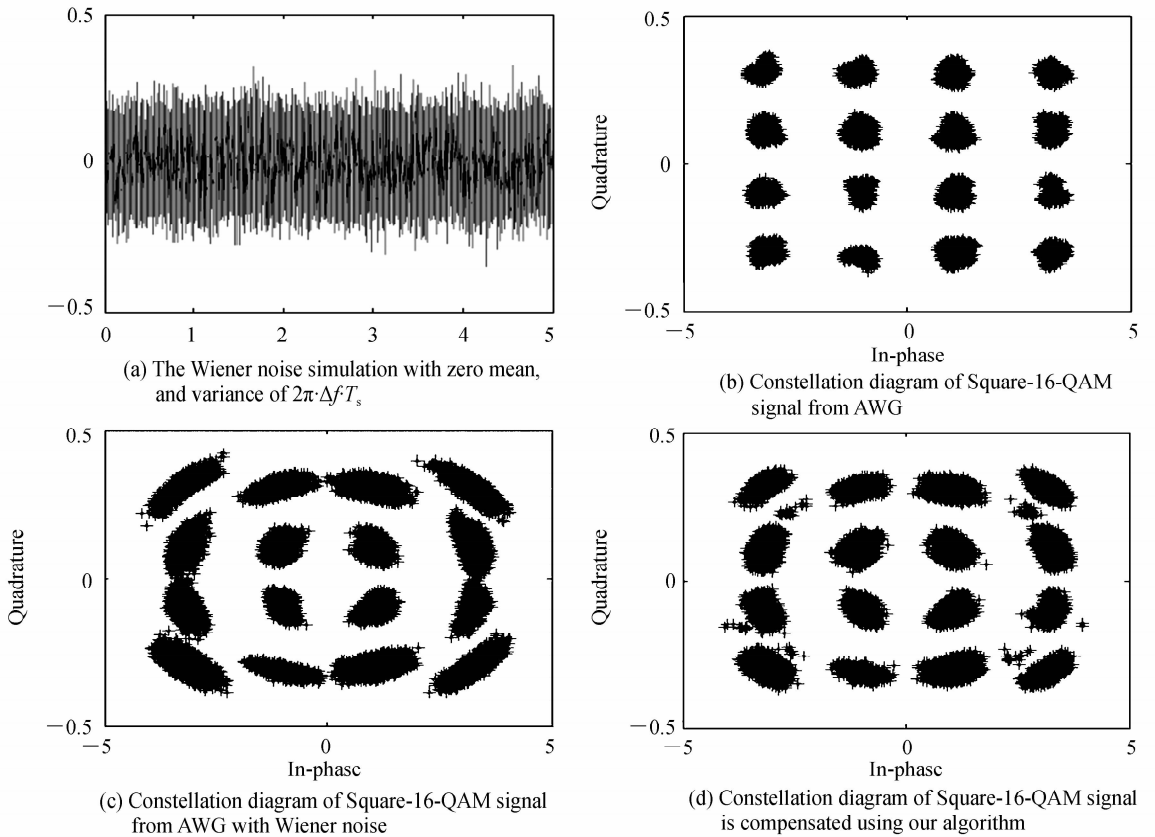 0.5
0
−0.5
0
1
2
3
4
5
(a) The Wiener noise simulation with zero mean,
and variance of 2π·Δf·Tₛ
0.5
Quadrature
0
−0.5
−5
0
5
In-phase
(b) Constellation diagram of Square-16-QAM
signal from AWG
0.5
Quadrature
0
−0.5
−5
0
5
In-phase
(c) Constellation diagram of Square-16-QAM signal
from AWG with Wiener noise
0.5
Quadrature
0
−0.5
−5
0
5
In-phase
(d) Constellation diagram of Square-16-QAM signal
is compensated using our algorithm